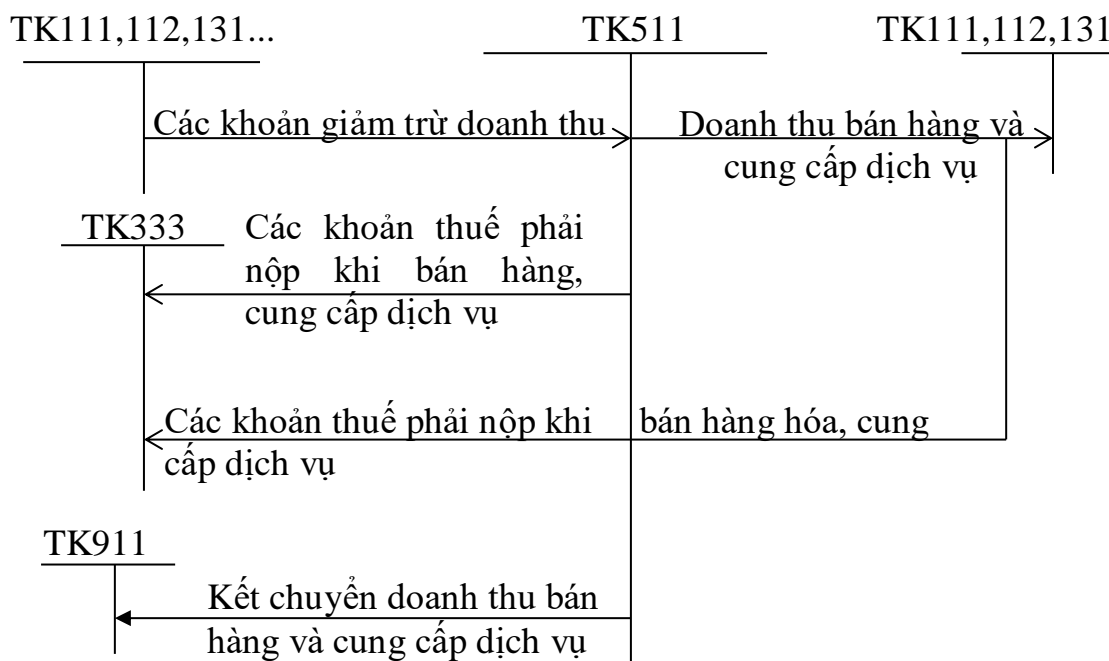 TK111,112,131...
TK511
TK111,112,131
Các khoản giảm trừ doanh thu
Doanh thu bán hàng và
cung cấp dịch vụ
TK333
Các khoản thuế phải
nộp khi bán hàng,
cung cấp dịch vụ
Các khoản thuế phải nộp khi bán hàng hóa, cung
cấp dịch vụ
TK911
Kết chuyển doanh thu bán
hàng và cung cấp dịch vụ